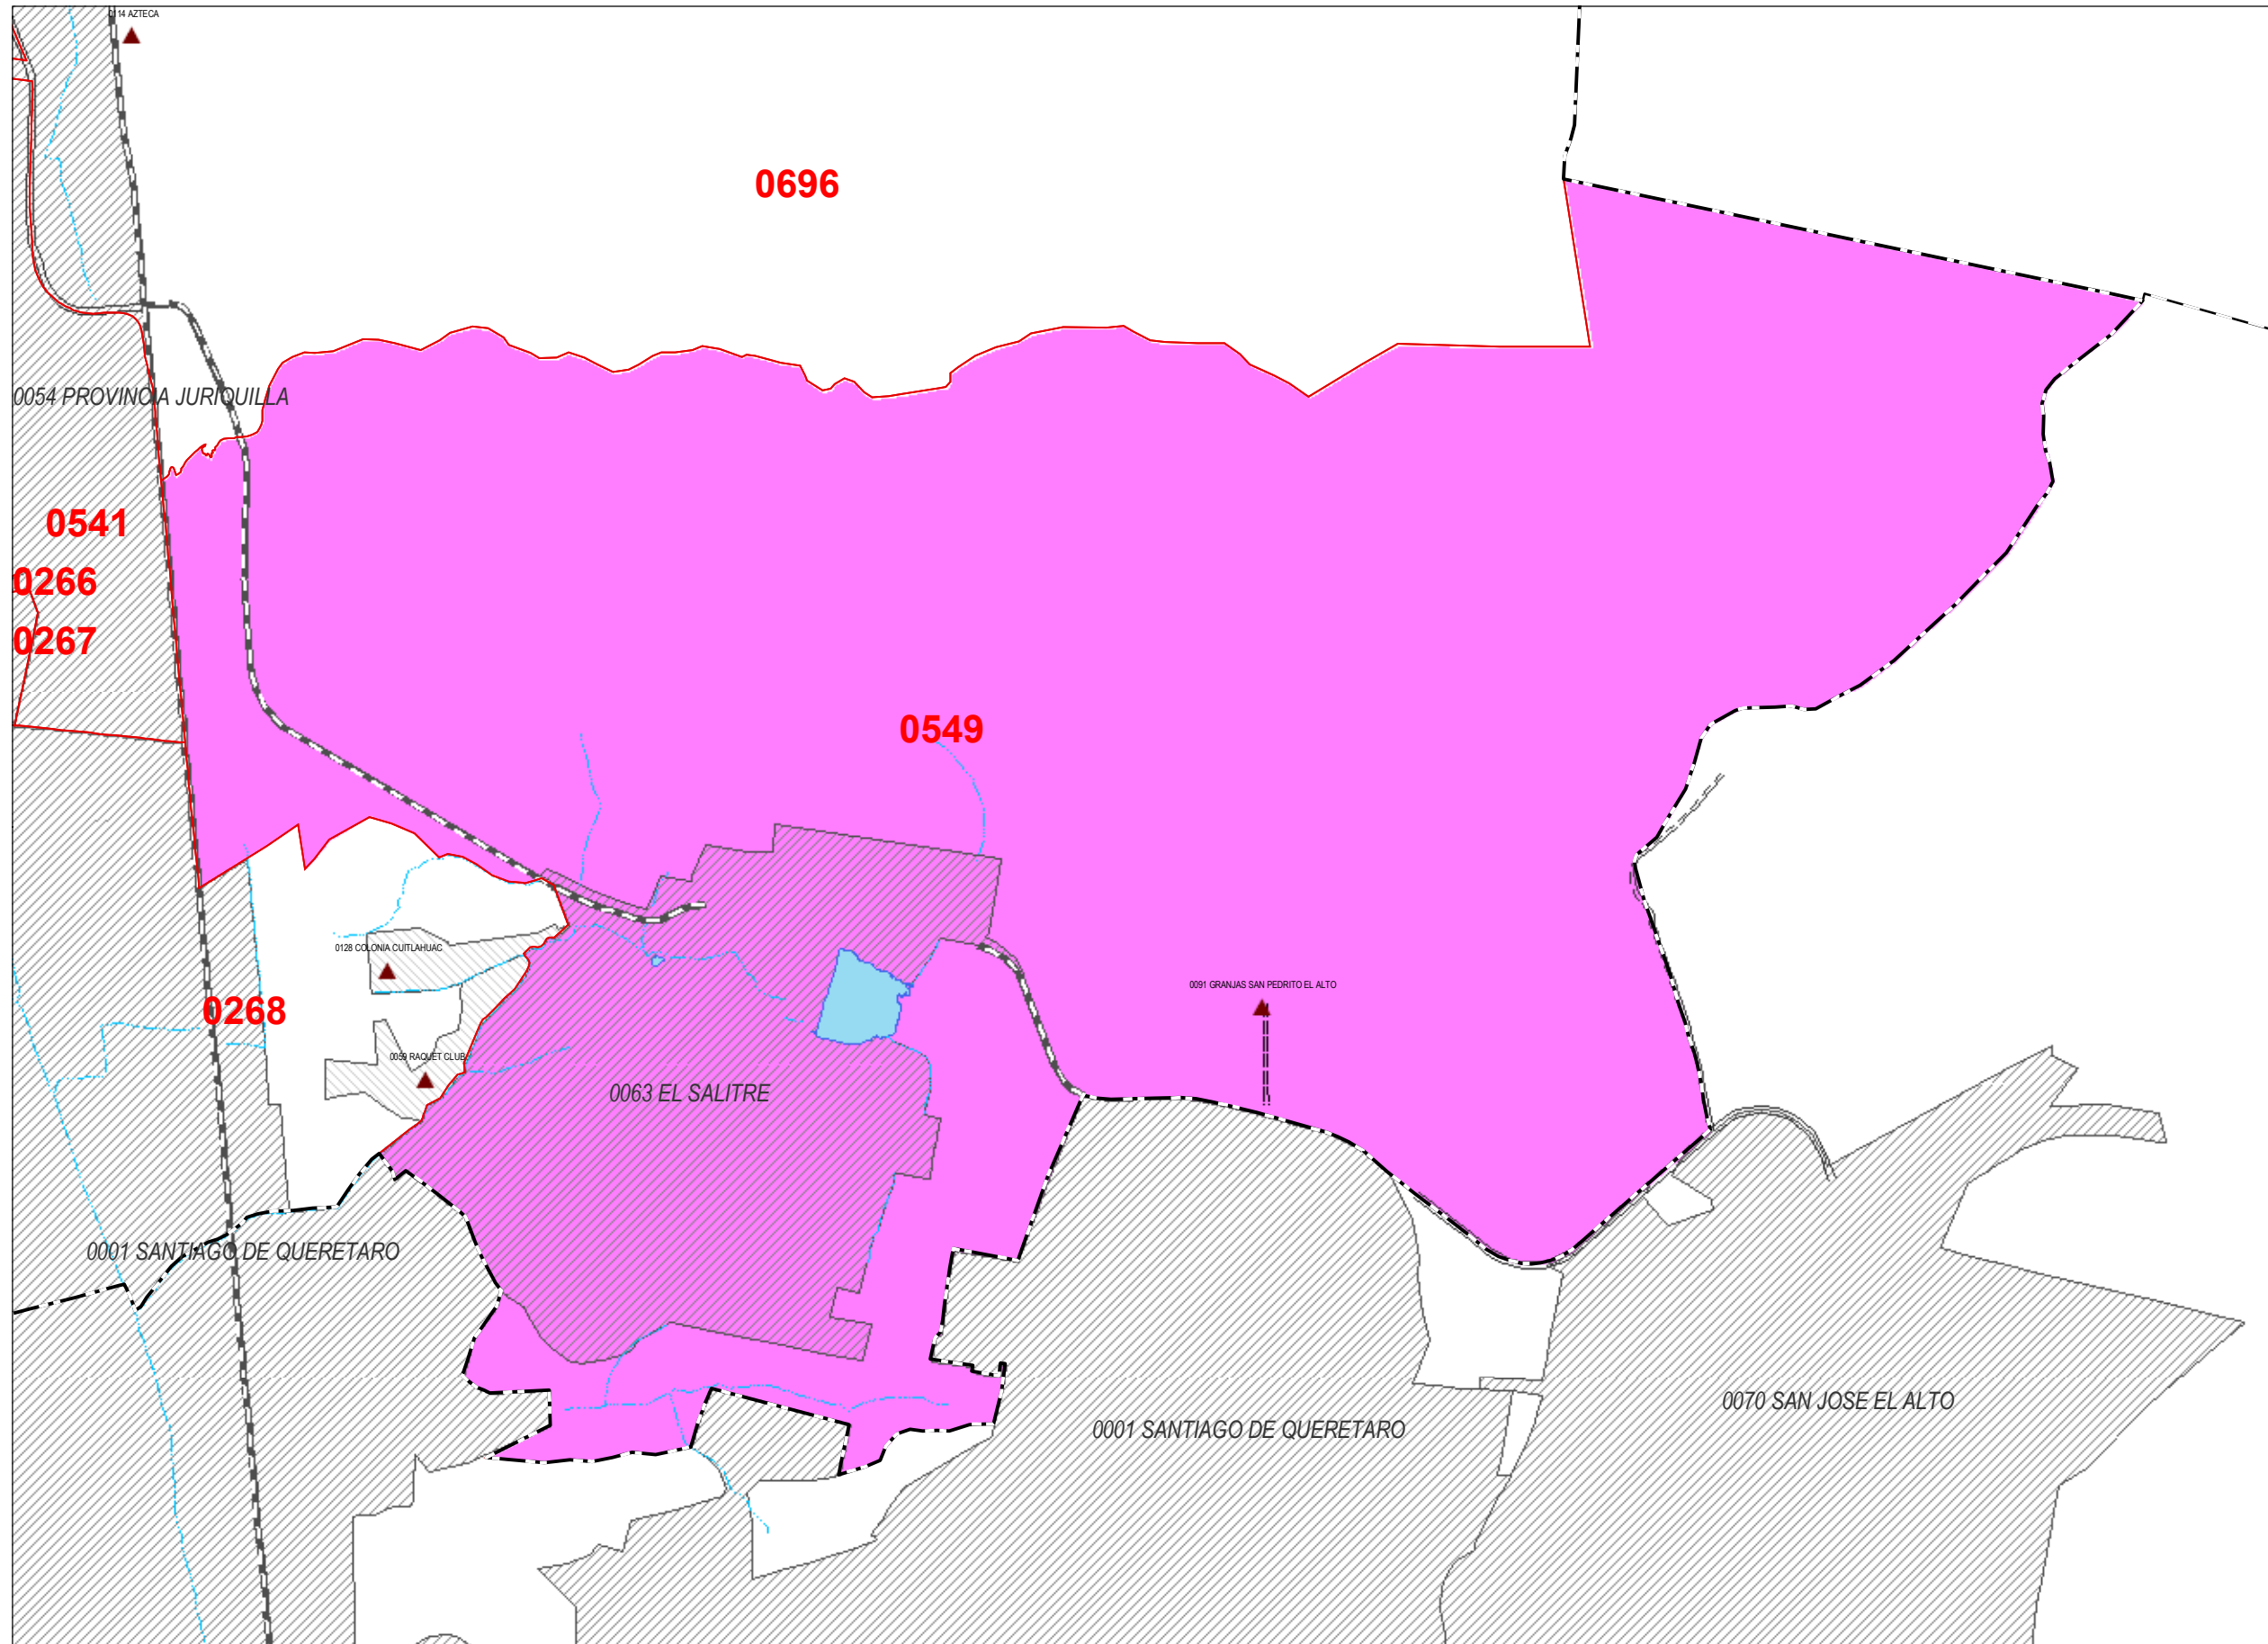 0114 AZTECA
0696
0054 PROVINCIA JURIQUILLA
0541
0266
0267
0549
0128 COLONIA CUITLAHUAC
0091 GRANJAS SAN PEDRITO EL ALTO
0268
0059 RAQUET CLUB
0063 EL SALITRE
0001 SANTIAGO DE QUERETARO
0070 SAN JOSE EL ALTO
0001 SANTIAGO DE QUERETARO